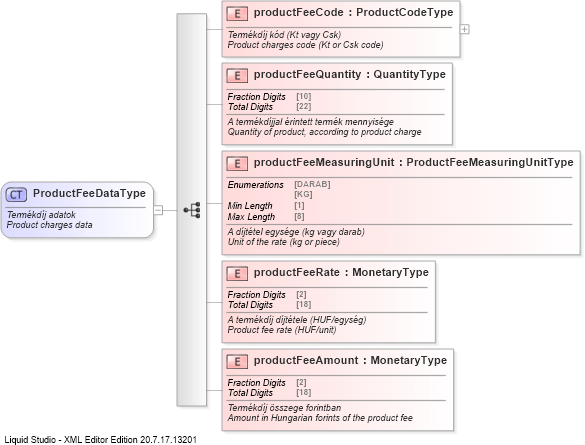 CT ProductFeeDataType
Termékdíj adatok
Product charges data
E productFeeCode : ProductCodeType
Termékdíj kód (Kt vagy Csk)
Product charges code (Kt or Csk code)
E productFeeQuantity : QuantityType
Fraction Digits [10]
Total Digits [22]
A termékdíjjal érintett termék mennyisége
Quantity of product, according to product charge
E productFeeMeasuringUnit : ProductFeeMeasuringUnitType
Enumerations [DARAB]
[KG]
Min Length [1]
Max Length [8]
A díjtétel egysége (kg vagy darab)
Unit of the rate (kg or piece)
E productFeeRate : MonetaryType
Fraction Digits [2]
Total Digits [18]
A termékdíj díjtétele (HUF/egység)
Product fee rate (HUF/unit)
E productFeeAmount : MonetaryType
Fraction Digits [2]
Total Digits [18]
Termékdíj összege forintban
Amount in Hungarian forints of the product fee
Liquid Studio - XML Editor Edition 20.7.17.13201